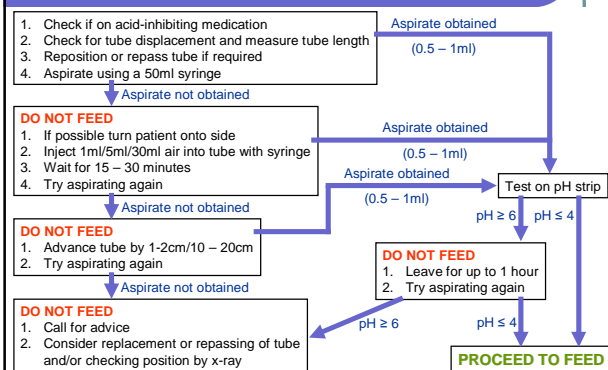 1. Check if on acid-inhibiting medication
2. Check for tube displacement and measure tube length
3. Reposition or repass tube if required
4. Aspirate using a 50ml syringe
Aspirate obtained
(0.5 – 1ml)
Aspirate not obtained
DO NOT FEED
1. If possible turn patient onto side
2. Inject 1ml/5ml/30ml air into tube with syringe
3. Wait for 15 – 30 minutes
4. Try aspirating again
Aspirate obtained
(0.5 – 1ml)
Aspirate not obtained
DO NOT FEED
1. Advance tube by 1-2cm/10 – 20cm
2. Try aspirating again
Aspirate obtained
(0.5 – 1ml)
Test on pH strip
pH ≥ 6
pH ≤ 4
DO NOT FEED
1. Leave for up to 1 hour
2. Try aspirating again
Aspirate not obtained
DO NOT FEED
1. Call for advice
2. Consider replacement or repassing of tube
and/or checking position by x-ray
pH ≥ 6
pH ≤ 4
PROCEED TO FEED